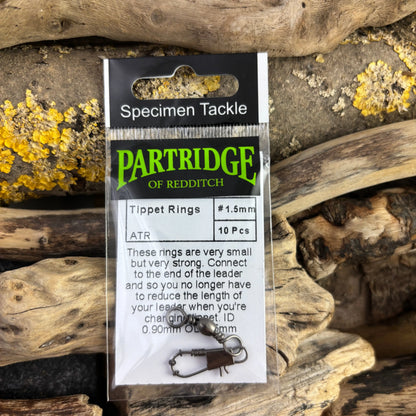 Specimen Tackle
PARTRIDGE
OF REDDITCH
Tippet Rings
# 1.5mm
ATR
10 Pcs
These rings are very small
but very strong. Connect
to the end of the leader
and so you no longer have
to reduce the length of
your leader when you're
tippet. ID
0.90mm